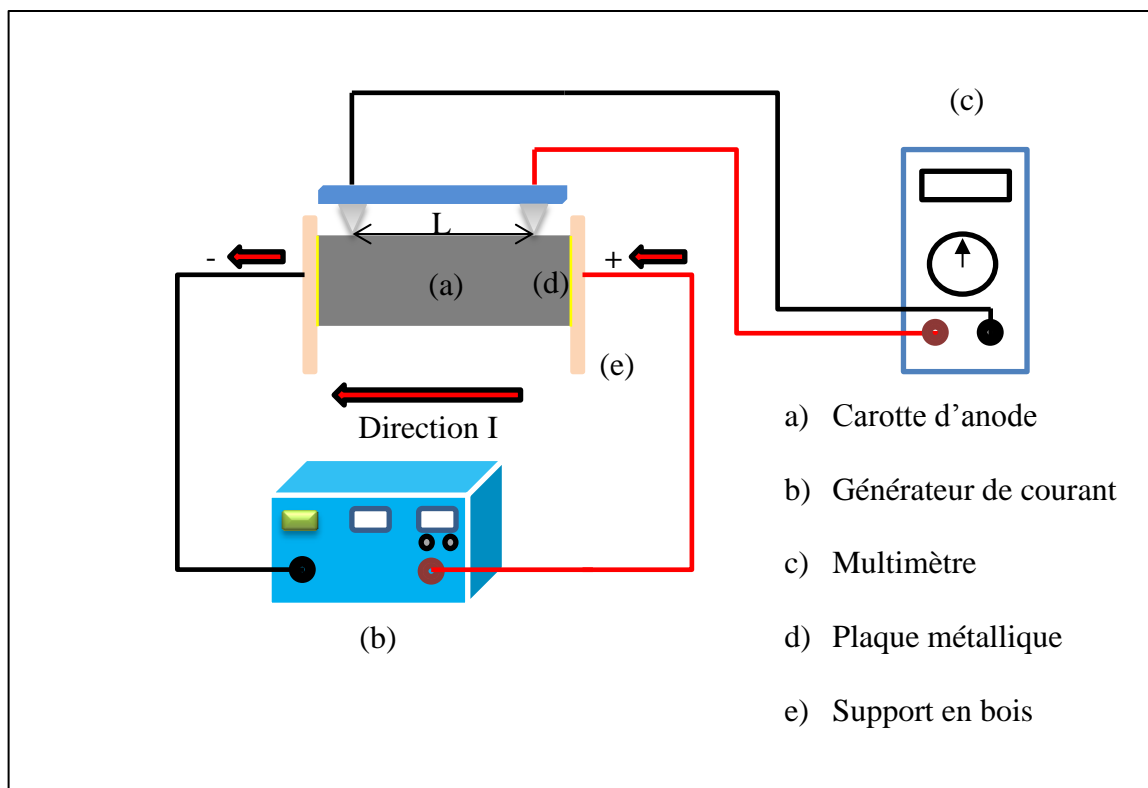 (c)
L
-
+
(a)
(d)
(e)
Direction I
(b)
a) Carotte d’anode
b) Générateur de courant
c) Multimètre
d) Plaque métallique
e) Support en bois